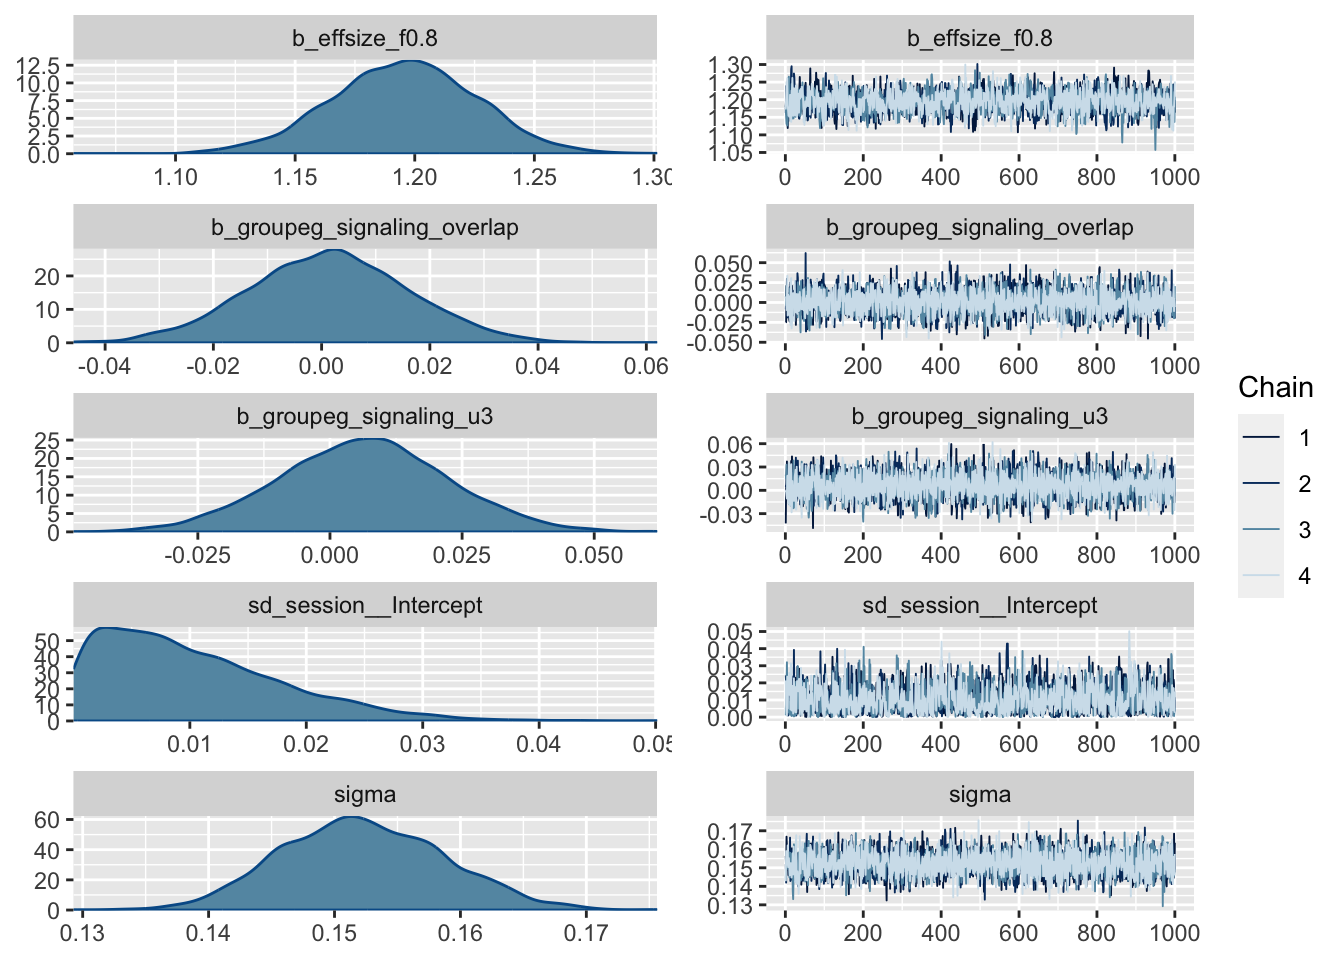 b_effsize_f0.8
12.5
10.0
7.5
5.0
2.5
0.0
1.10 1.15 1.20 1.25 1.30
b_effsize_f0.8
1.30
1.25
1.20
1.15
1.10
1.05
0 200 400 600 800 1000
b_groupeg_signaling_overlap
20
10
0
-0.04 -0.02 0.00 0.02 0.04 0.06
b_groupeg_signaling_overlap
0.050
0.025
0.000
-0.025
-0.050
0 200 400 600 800 1000
b_groupeg_signaling_u3
25
20
15
10
5
0
-0.025 0.000 0.025 0.050
b_groupeg_signaling_u3
0.06
0.03
0.00
-0.03
0 200 400 600 800 1000
sd_session__Intercept
50
40
30
20
10
0
0.01 0.02 0.03 0.04 0.05
sd_session__Intercept
0.05
0.04
0.03
0.02
0.01
0.00
0 200 400 600 800 1000
sigma
60
40
20
0
0.13 0.14 0.15 0.16 0.17
sigma
0.17
0.16
0.15
0.14
0.13
0 200 400 600 800 1000
Chain
1
2
3
4